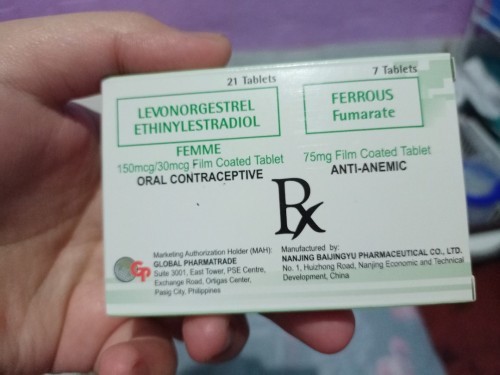 21 Tablets
LEVONORGESTREL
ETHINYLESTRADIOL
FEMME
150mcg/30mcg Film Coated Tablet
ORAL CONTRACEPTIVE
7 Tablets
FERROUS
Fumarate
75mg Film Coated Tablet
ANTI-ANEMIC
Rx
GP
Marketing Authorization Holder (MAH):
GLOBAL PHARMATRADE
Suite 3001, East Tower, PSE Centre,
Exchange Road, Ortigas Center,
Pasig City, Philippines
Manufactured by:
NANJING BAIJINGYU PHARMACEUTICAL CO., LTD.
No. 1, Huizhong Road, Nanjing Economic and Technical
Development, China